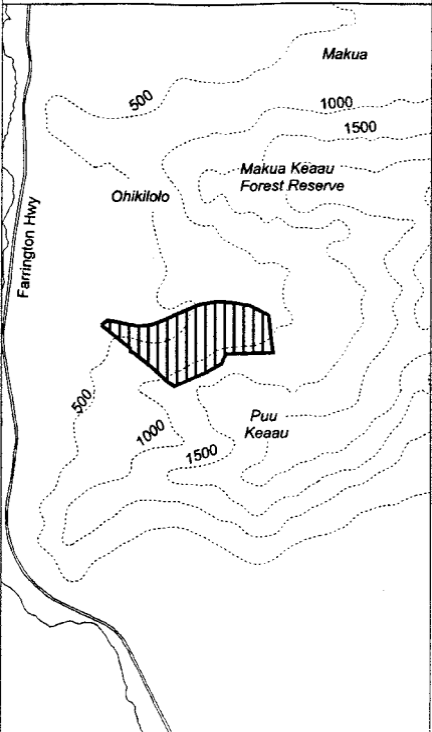 Makua
500
1000
1500
Makua Keaau
Forest Reserve
Ohikilolo
Farrington Hwy
500
1000
1500
Puu
Keaau